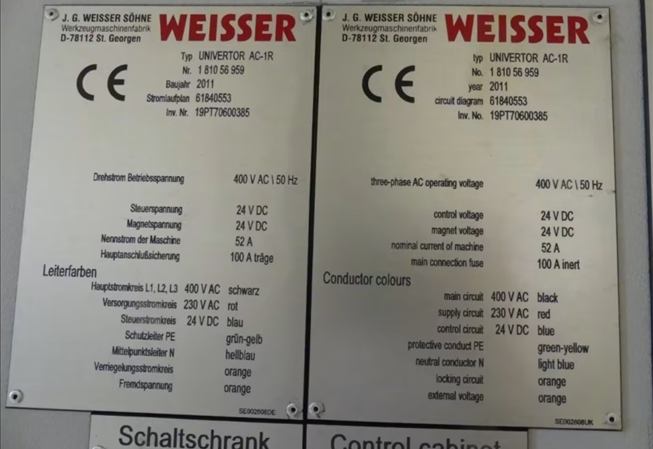 J. G. WEISSER SÖHNE
Werkzeugmaschinenfabrik
D-78112 St. Georgen
WEISSER
CE
Typ UNIVERTOR AC-1R
Nr. 1 810 56 959
Baujahr 2011
Stromlaufplan 61840553
Inv. Nr. 19PT70600385
Drehstrom Betriebsspannung 400 V AC \ 50 Hz
Steuerspannung 24 V DC
Magnetspannung 24 V DC
Nennstrom der Maschine 52 A
Hauptanschlußsicherung 100 A träge
Leiterfarben
Hauptstromkreis L1, L2, L3 400 V AC schwarz
Versorgungsstromkreis 230 V AC rot
Steuerstromkreis 24 V DC blau
Schutzleiter PE grün-gelb
Mittelpunktsleiter N hellblau
Verriegelungsstromkreis orange
Fremdspannung orange
SE002608DE
J. G. WEISSER SÖHNE
Werkzeugmaschinenfabrik
D-78112 St. Georgen
WEISSER
CE
typ UNIVERTOR AC-1R
No. 1 810 56 959
year 2011
circuit diagram 61840553
Inv. No. 19PT70600385
three-phase AC operating voltage 400 V AC \ 50 Hz
control voltage 24 V DC
magnet voltage 24 V DC
nominal current of machine 52 A
main connection fuse 100 A inert
Conductor colours
main circuit 400 V AC black
supply circuit 230 V AC red
control circuit 24 V DC blue
protective conduct PE green-yellow
neutral conductor N light blue
locking circuit orange
external voltage orange
SE002608UK
Schaltschrank
Control cabinet